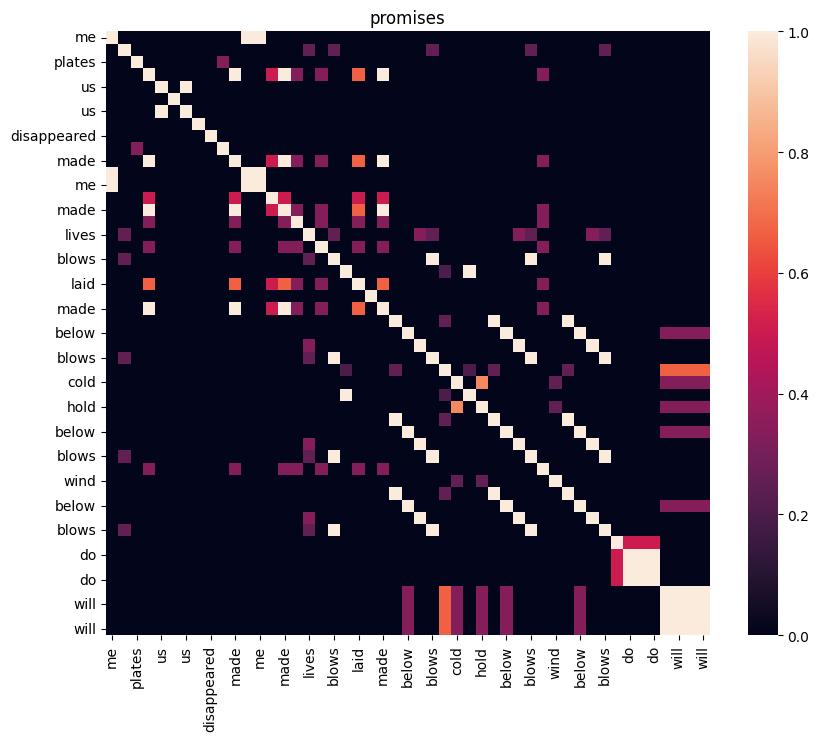 promises
me
plates
us
us
disappeared
made
me
made
lives
blows
laid
made
below
blows
cold
hold
below
blows
wind
below
blows
do
do
will
will
me
plates
us
us
disappeared
made
me
made
lives
blows
laid
made
below
blows
cold
hold
below
blows
wind
below
blows
do
do
will
will
1.0
0.8
0.6
0.4
0.2
0.0